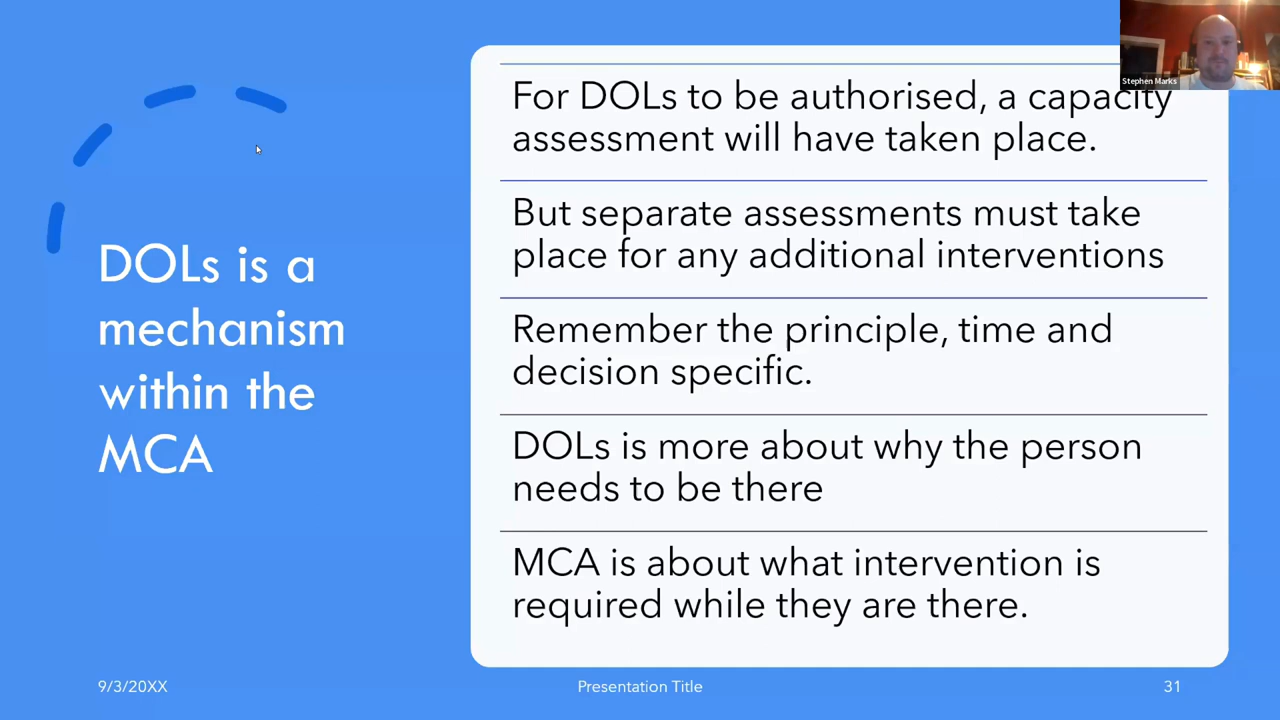 Stephen Marks
DOLs is a
mechanism
within the
MCA
For DOLs to be authorised, a capacity
assessment will have taken place.
But separate assessments must take
place for any additional interventions
Remember the principle, time and
decision specific.
DOLs is more about why the person
needs to be there
MCA is about what intervention is
required while they are there.
9/3/20XX
Presentation Title
31